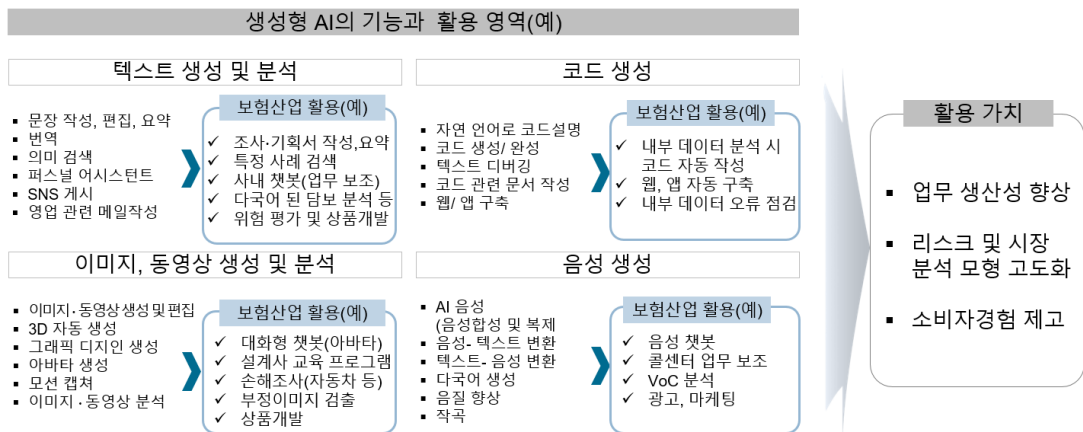 생성형 AI의 기능과 활용 영역(예)
텍스트 생성 및 분석
▪ 문장 작성, 편집, 요약
▪ 번역
▪ 의미 검색
▪ 퍼스널 어시스턴트
▪ SNS 게시
▪ 영업 관련 메일작성
보험산업 활용(예)
✓ 조사·기획서 작성,요약
✓ 특정 사례 검색
✓ 사내 챗봇(업무 보조)
✓ 다국어 된 담보 분석 등
✓ 위험 평가 및 상품개발
코드 생성
▪ 자연 언어로 코드설명
▪ 코드 생성/ 완성
▪ 텍스트 디버깅
▪ 코드 관련 문서 작성
▪ 웹/ 앱 구축
보험산업 활용(예)
✓ 내부 데이터 분석 시
코드 자동 작성
✓ 웹, 앱 자동 구축
✓ 내부 데이터 오류 점검
이미지, 동영상 생성 및 분석
▪ 이미지·동영상 생성 및 편집
▪ 3D 자동 생성
▪ 그래픽 디지인 생성
▪ 아바타 생성
▪ 모션 캡쳐
▪ 이미지·동영상 분석
보험산업 활용(예)
✓ 대화형 챗봇(아바타)
✓ 설계사 교육 프로그램
✓ 손해조사(자동차 등)
✓ 부정이미지 검출
✓ 상품개발
음성 생성
▪ AI 음성
(음성합성 및 복제
▪ 음성- 텍스트 변환
▪ 텍스트- 음성 변환
▪ 다국어 생성
▪ 음질 향상
▪ 작곡
보험산업 활용(예)
✓ 음성 챗봇
✓ 콜센터 업무 보조
✓ VoC 분석
✓ 광고, 마케팅
활용 가치
▪ 업무 생산성 향상
▪ 리스크 및 시장
분석 모형 고도화
▪ 소비자경험 제고